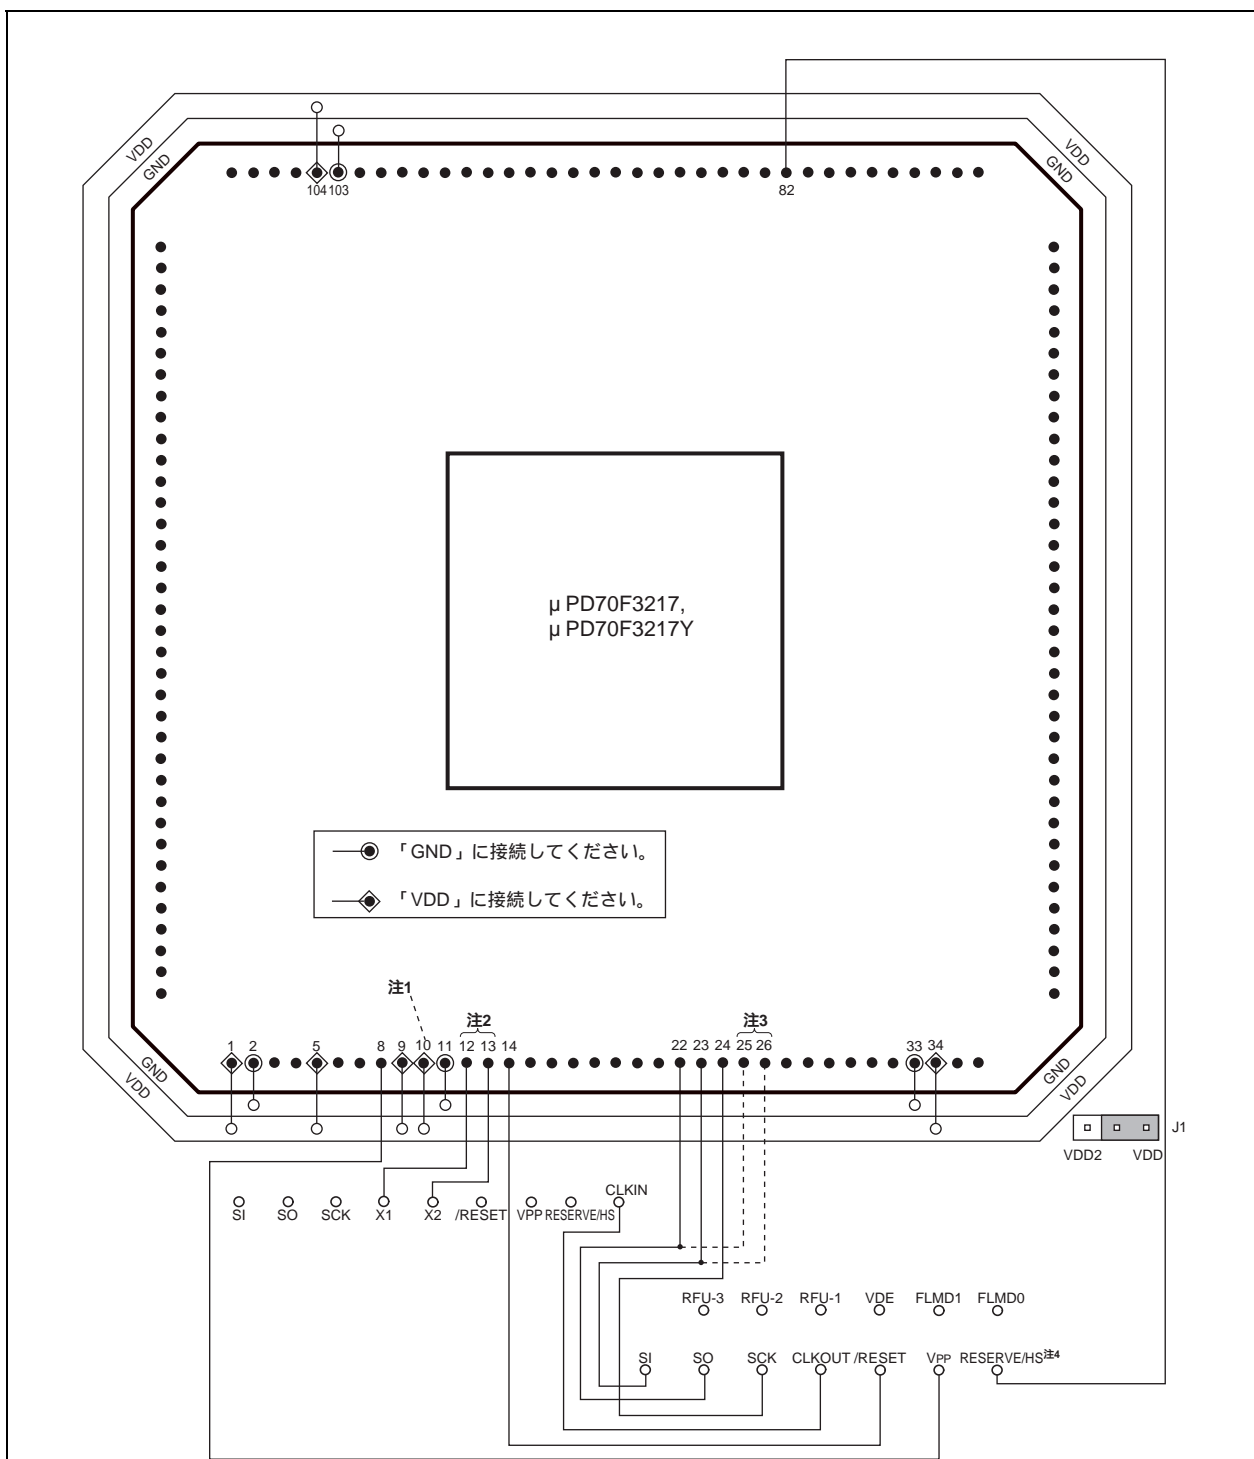 VDD
GND
VDD
GND
104 103
82
μ PD70F3217,
μ PD70F3217Y
「GND」に接続してください。
「VDD」に接続してください。
注1
注2
注3
1 2 5 8 9 10 11 12 13 14 22 23 24 25 26 33 34
GND
VDD
GND
VDD
J1
VDD2 VDD
CLKIN
SI SO SCK X1 X2 /RESET VPP RESERVE/HS
RFU-3 RFU-2 RFU-1 VDE FLMD1 FLMD0
SI SO SCK CLKOUT /RESET VPP RESERVE/HS注4